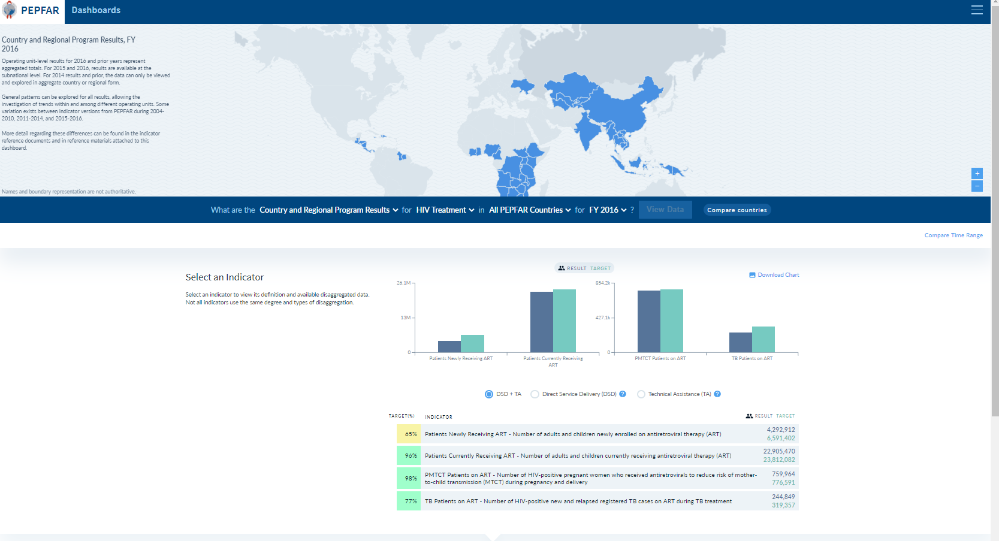 PEPFAR
Dashboards
Country and Regional Program Results, FY
2016
Operating unit-level results for 2016 and prior years represent
aggregated totals. For 2015 and 2016, results are available at the
subnational level. For 2014 results and prior, the data can only be viewed
and explored in aggregate country or regional form.
General patterns can be explored for all results, allowing the
investigation of trends within and among different operating units. Some
variation exists between indicator versions from PEPFAR during 2004-
2010, 2011-2014, and 2015-2016.
More detail regarding these differences can be found in the indicator
reference documents and in reference materials attached to this
dashboard.
Names and boundary representation are not authoritative.
+
−
What are the Country and Regional Program Results for HIV Treatment in All PEPFAR Countries for FY 2016 ? View Data Compare countries
Compare Time Range
Select an Indicator
Select an indicator to view its definition and available disaggregated data.
Not all indicators use the same degree and types of disaggregation.
RESULT TARGET
Download Chart
26.1M
13M
0
854.2k
427.1k
0
Patients Newly Receiving ART
Patients Currently Receiving
ART
PMTCT Patients on ART
TB Patients on ART
DSD + TA Direct Service Delivery (DSD) ? Technical Assistance (TA) ?
TARGET(%) INDICATOR RESULT TARGET
65% Patients Newly Receiving ART - Number of adults and children newly enrolled on antiretroviral therapy (ART) 4,292,912
6,591,402
96% Patients Currently Receiving ART - Number of adults and children currently receiving antiretroviral therapy (ART) 22,905,470
23,812,082
98% PMTCT Patients on ART - Number of HIV-positive pregnant women who received antiretrovirals to reduce risk of mother- 759,964
to-child transmission (MTCT) during pregnancy and delivery 776,591
77% TB Patients on ART - Number of HIV-positive new and relapsed registered TB cases on ART during TB treatment 244,849
319,357